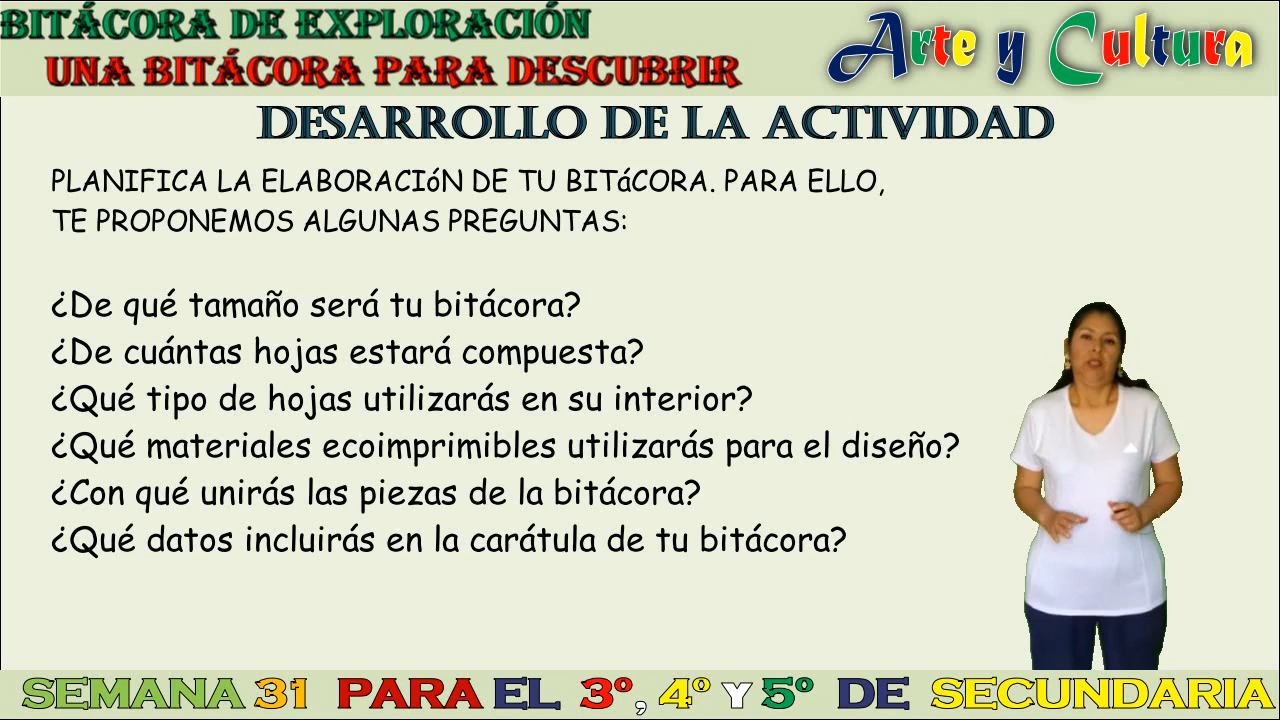 BITÁCORA DE EXPLORACIÓN
UNA BITÁCORA PARA DESCUBRIR
Arte y Cultura
DESARROLLO DE LA ACTIVIDAD
PLANIFICA LA ELABORACIóN DE TU BITáCORA. PARA ELLO,
TE PROPONEMOS ALGUNAS PREGUNTAS:
¿De qué tamaño será tu bitácora?
¿De cuántas hojas estará compuesta?
¿Qué tipo de hojas utilizarás en su interior?
¿Qué materiales ecoimprimibles utilizarás para el diseño?
¿Con qué unirás las piezas de la bitácora?
¿Qué datos incluirás en la carátula de tu bitácora?
SEMANA 31 PARA EL 3º, 4º Y 5º DE SECUNDARIA